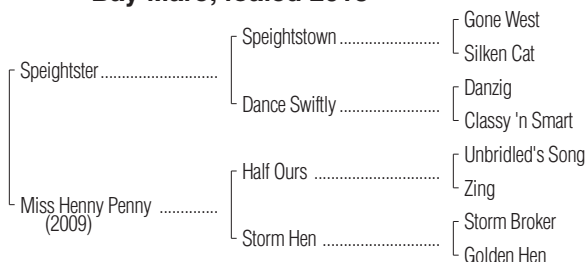 Bay Mare; foaled
Gone West
Speightstown
Silken Cat
Speightster
Danzig
Dance Swiftly
Classy 'n Smart
Unbridled's Song
Half Ours
Zing
Miss Henny Penny
(2009)
Storm Broker
Storm Hen
Golden Hen